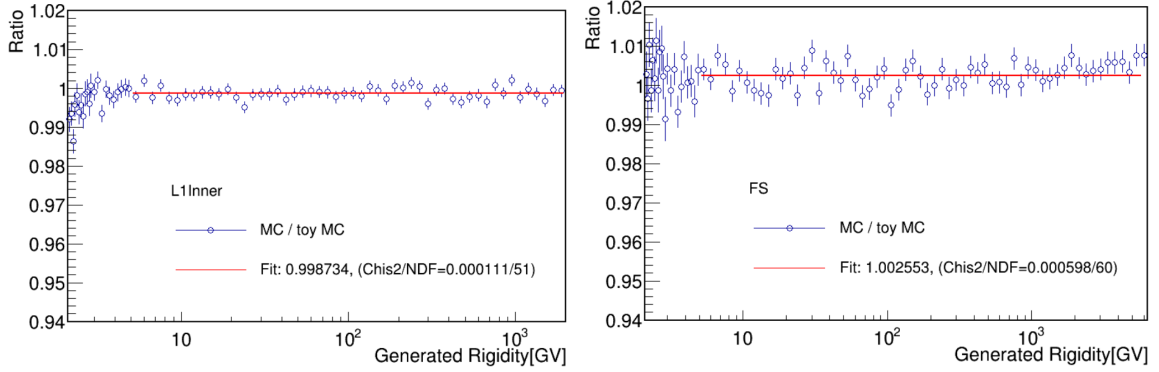 Ratio
1.02
1.01
1
0.99
0.98
0.97
0.96
0.95
0.94
L1Inner
MC / toy MC
Fit: 0.998734, (Chis2/NDF=0.000111/51)
10
10²
10³
Generated Rigidity[GV]
Ratio
1.02
1.01
1
0.99
0.98
0.97
0.96
0.95
0.94
FS
MC / toy MC
Fit: 1.002553, (Chis2/NDF=0.000598/60)
10
10²
10³
Generated Rigidity[GV]